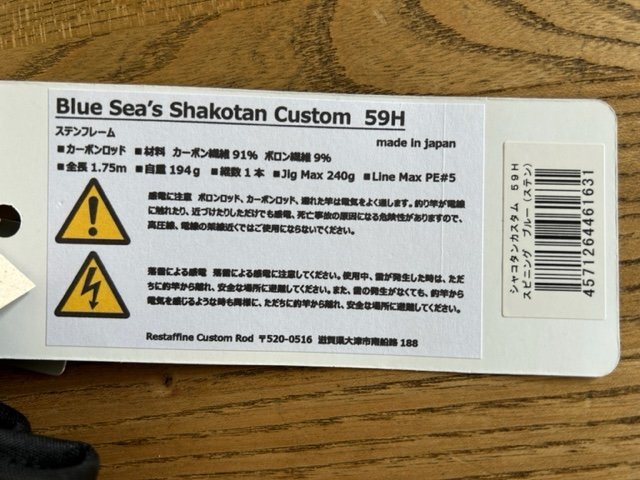 Blue Sea's Shakotan Custom 59H
ステンフレーム
made in japan
■カーボンロッド ■材料 カーボン繊維 91% ボロン繊維 9%
■全長 1.75m ■自重 194g ■継数 1本 ■Jig Max 240g ■Line Max PE#5
感電に注意 ボロンロッド、カーボンロッド、濡れた竿は電気をよく通します。釣り竿が電線
に触れたり、近づけたりしただけでも感電、死亡事故の原因になる危険性がありますので、
高圧線、電線の架線近くではご使用にならないでください。
落雷による感電 落雷による感電に注意してください。使用中、雷が発生した時は、ただ
ちに釣竿から離れ、安全な場所に避難してください。また、雷の発生がなくても、釣竿から
電気を感じるような時も同様に、ただちに釣竿から離れ、安全な場所に避難してください。
Restaffine Custom Rod 〒520-0516 滋賀県大津市南船路 188
シャコタンカスタム 59H
スピニング ブルー(ステン)
4571264461631